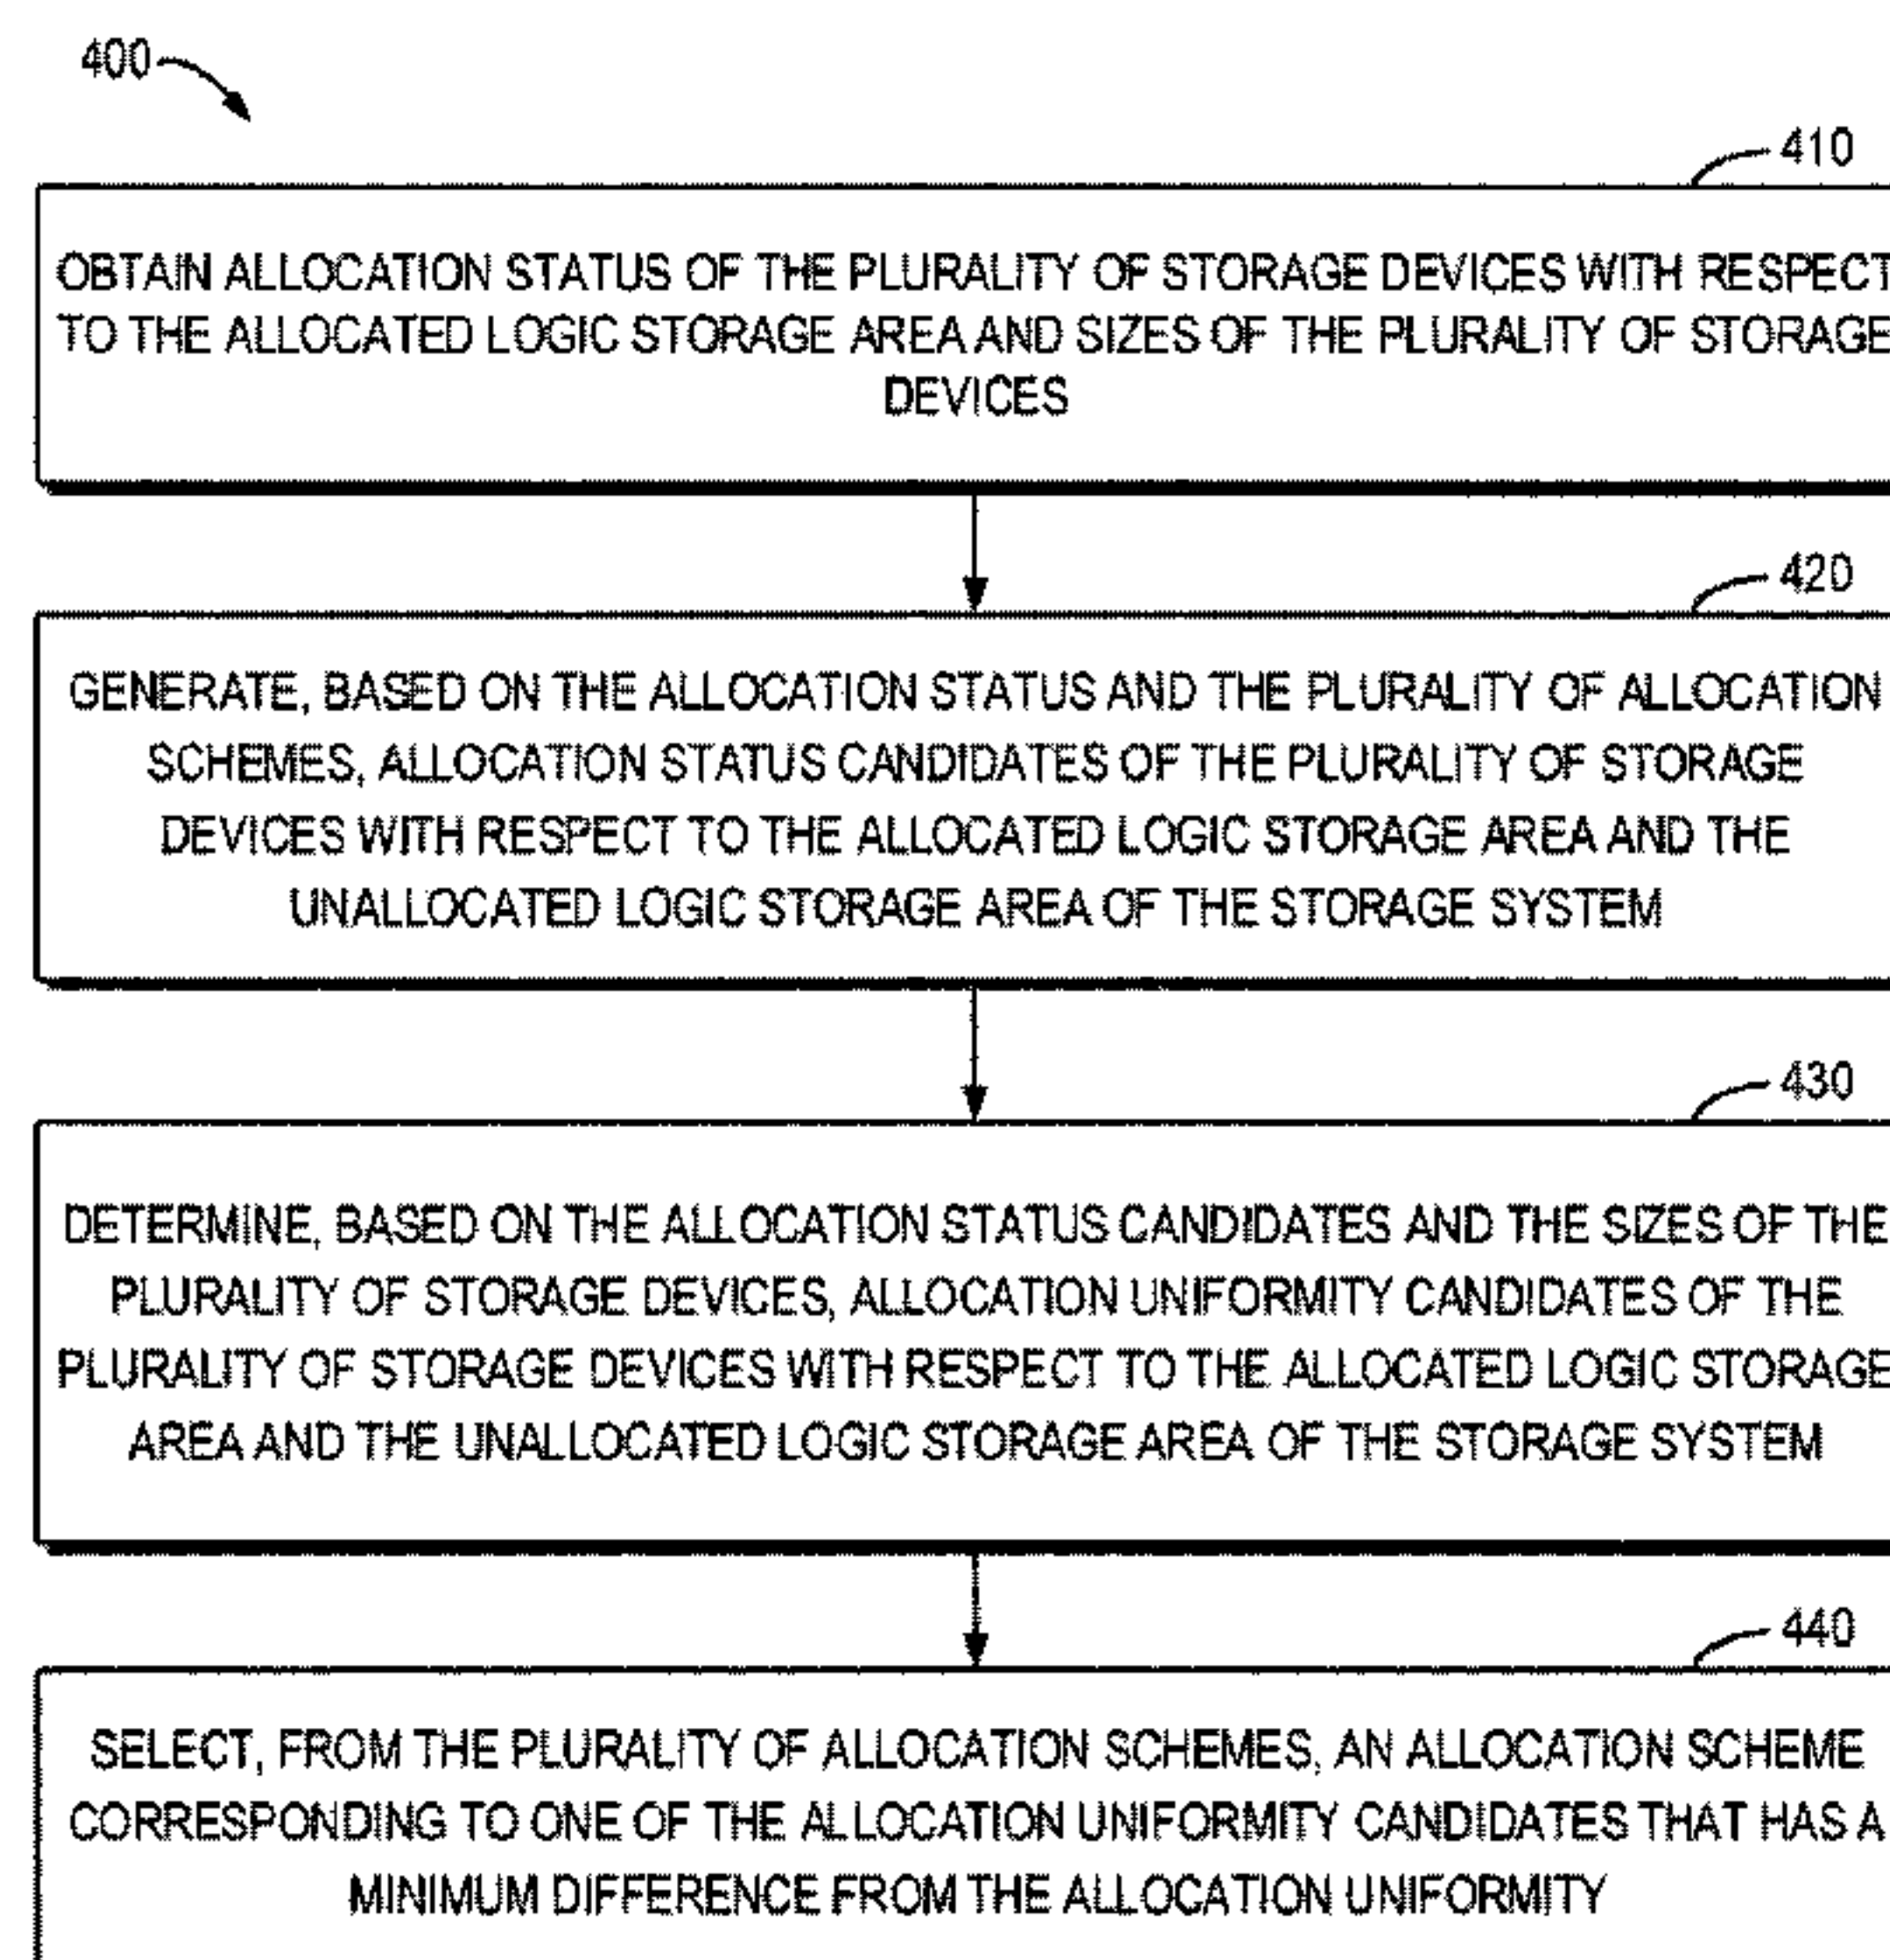 400
410
OBTAIN ALLOCATION STATUS OF THE PLURALITY OF STORAGE DEVICES WITH RESPECT
TO THE ALLOCATED LOGIC STORAGE AREA AND SIZES OF THE PLURALITY OF STORAGE
DEVICES
420
GENERATE, BASED ON THE ALLOCATION STATUS AND THE PLURALITY OF ALLOCATION
SCHEMES, ALLOCATION STATUS CANDIDATES OF THE PLURALITY OF STORAGE
DEVICES WITH RESPECT TO THE ALLOCATED LOGIC STORAGE AREA AND THE
UNALLOCATED LOGIC STORAGE AREA OF THE STORAGE SYSTEM
430
DETERMINE, BASED ON THE ALLOCATION STATUS CANDIDATES AND THE SIZES OF THE
PLURALITY OF STORAGE DEVICES, ALLOCATION UNIFORMITY CANDIDATES OF THE
PLURALITY OF STORAGE DEVICES WITH RESPECT TO THE ALLOCATED LOGIC STORAGE
AREA AND THE UNALLOCATED LOGIC STORAGE AREA OF THE STORAGE SYSTEM
440
SELECT, FROM THE PLURALITY OF ALLOCATION SCHEMES, AN ALLOCATION SCHEME
CORRESPONDING TO ONE OF THE ALLOCATION UNIFORMITY CANDIDATES THAT HAS A
MINIMUM DIFFERENCE FROM THE ALLOCATION UNIFORMITY